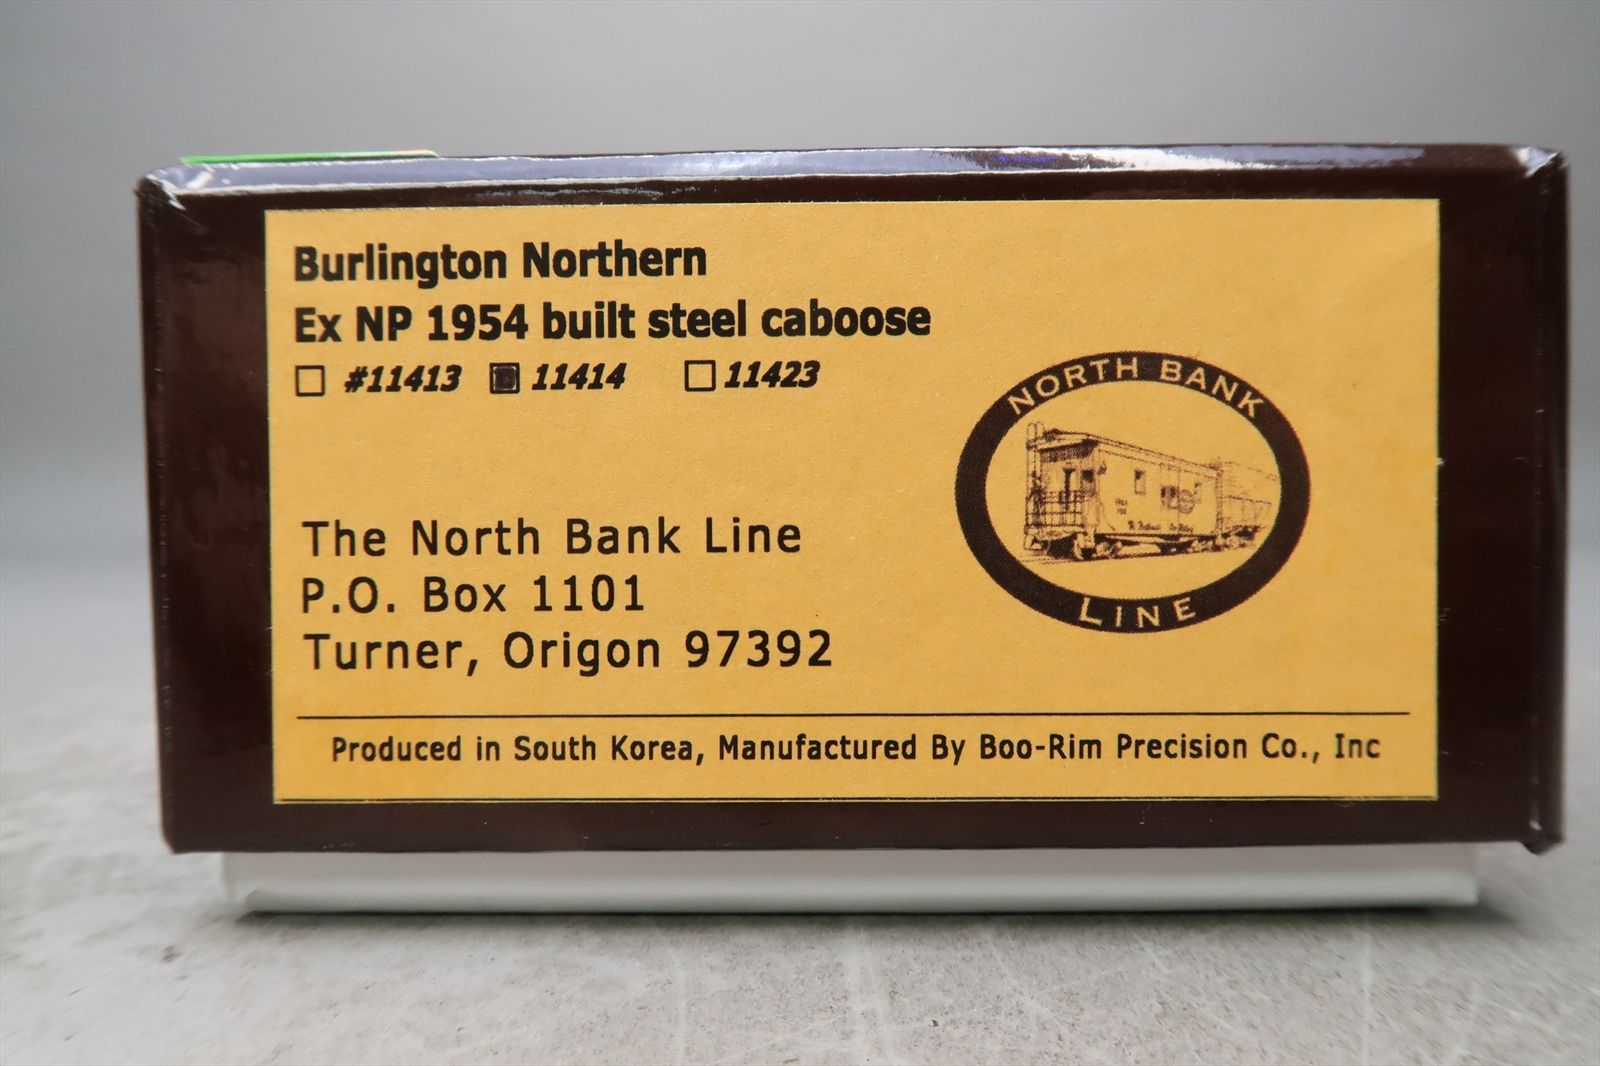 Burlington Northern
Ex NP 1954 built steel caboose
☐ #11413 ■ 11414 ☐ 11423
NORTH BANK
LINE
The North Bank Line
P.O. Box 1101
Turner, Origon 97392
Produced in South Korea, Manufactured By Boo-Rim Precision Co., Inc